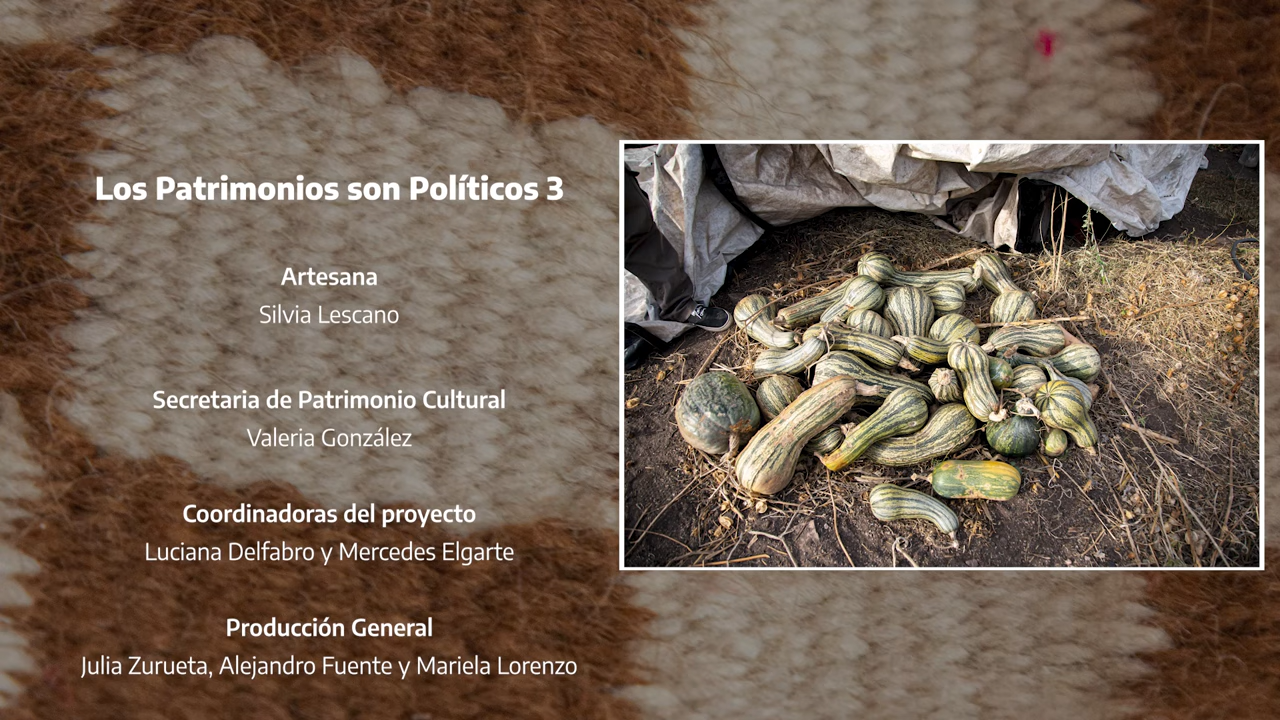 Los Patrimonios son Políticos 3
Artesana
Silvia Lescano
Secretaria de Patrimonio Cultural
Valeria González
Coordinadoras del proyecto
Luciana Delfabro y Mercedes Elgarte
Producción General
Julia Zurueta, Alejandro Fuente y Mariela Lorenzo